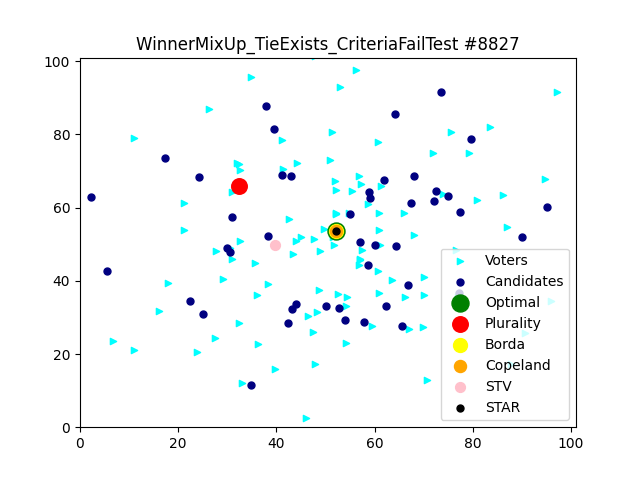 WinnerMixUp_TieExists_CriteriaFailTest #8827
100
80
60
40
20
0
0 20 40 60 80 100
Voters
Candidates
Optimal
Plurality
Borda
Copeland
STV
STAR